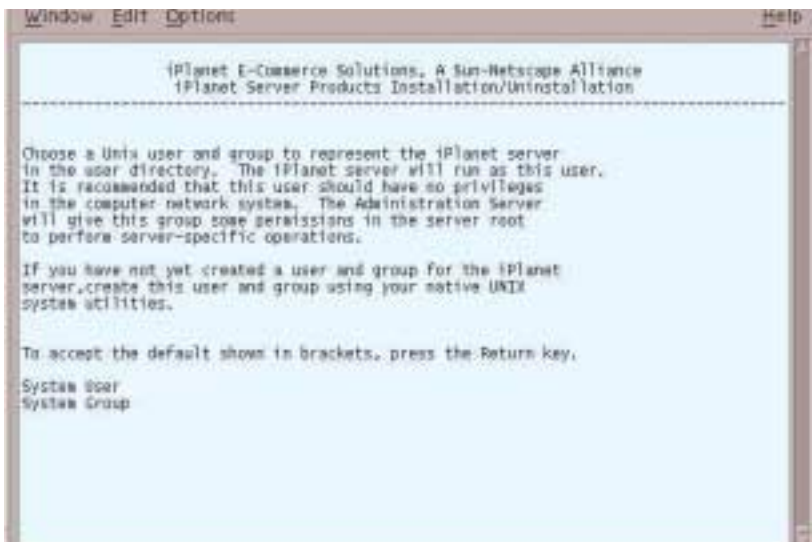 Window Edit Options Help
iPlanet E-Commerce Solutions, A Sun-Netscape Alliance
iPlanet Server Products Installation/Uninstallation
--------------------------------------------------------------------------------
Choose a Unix user and group to represent the iPlanet server
in the user directory. The iPlanet server will run as this user.
It is recommended that this user should have no privileges
in the computer network system. The Administration Server
will give this group some permissions in the server root
to perform server-specific operations.
If you have not yet created a user and group for the iPlanet
server,create this user and group using your native UNIX
system utilities.
To accept the default shown in brackets, press the Return key.
System User
System Group